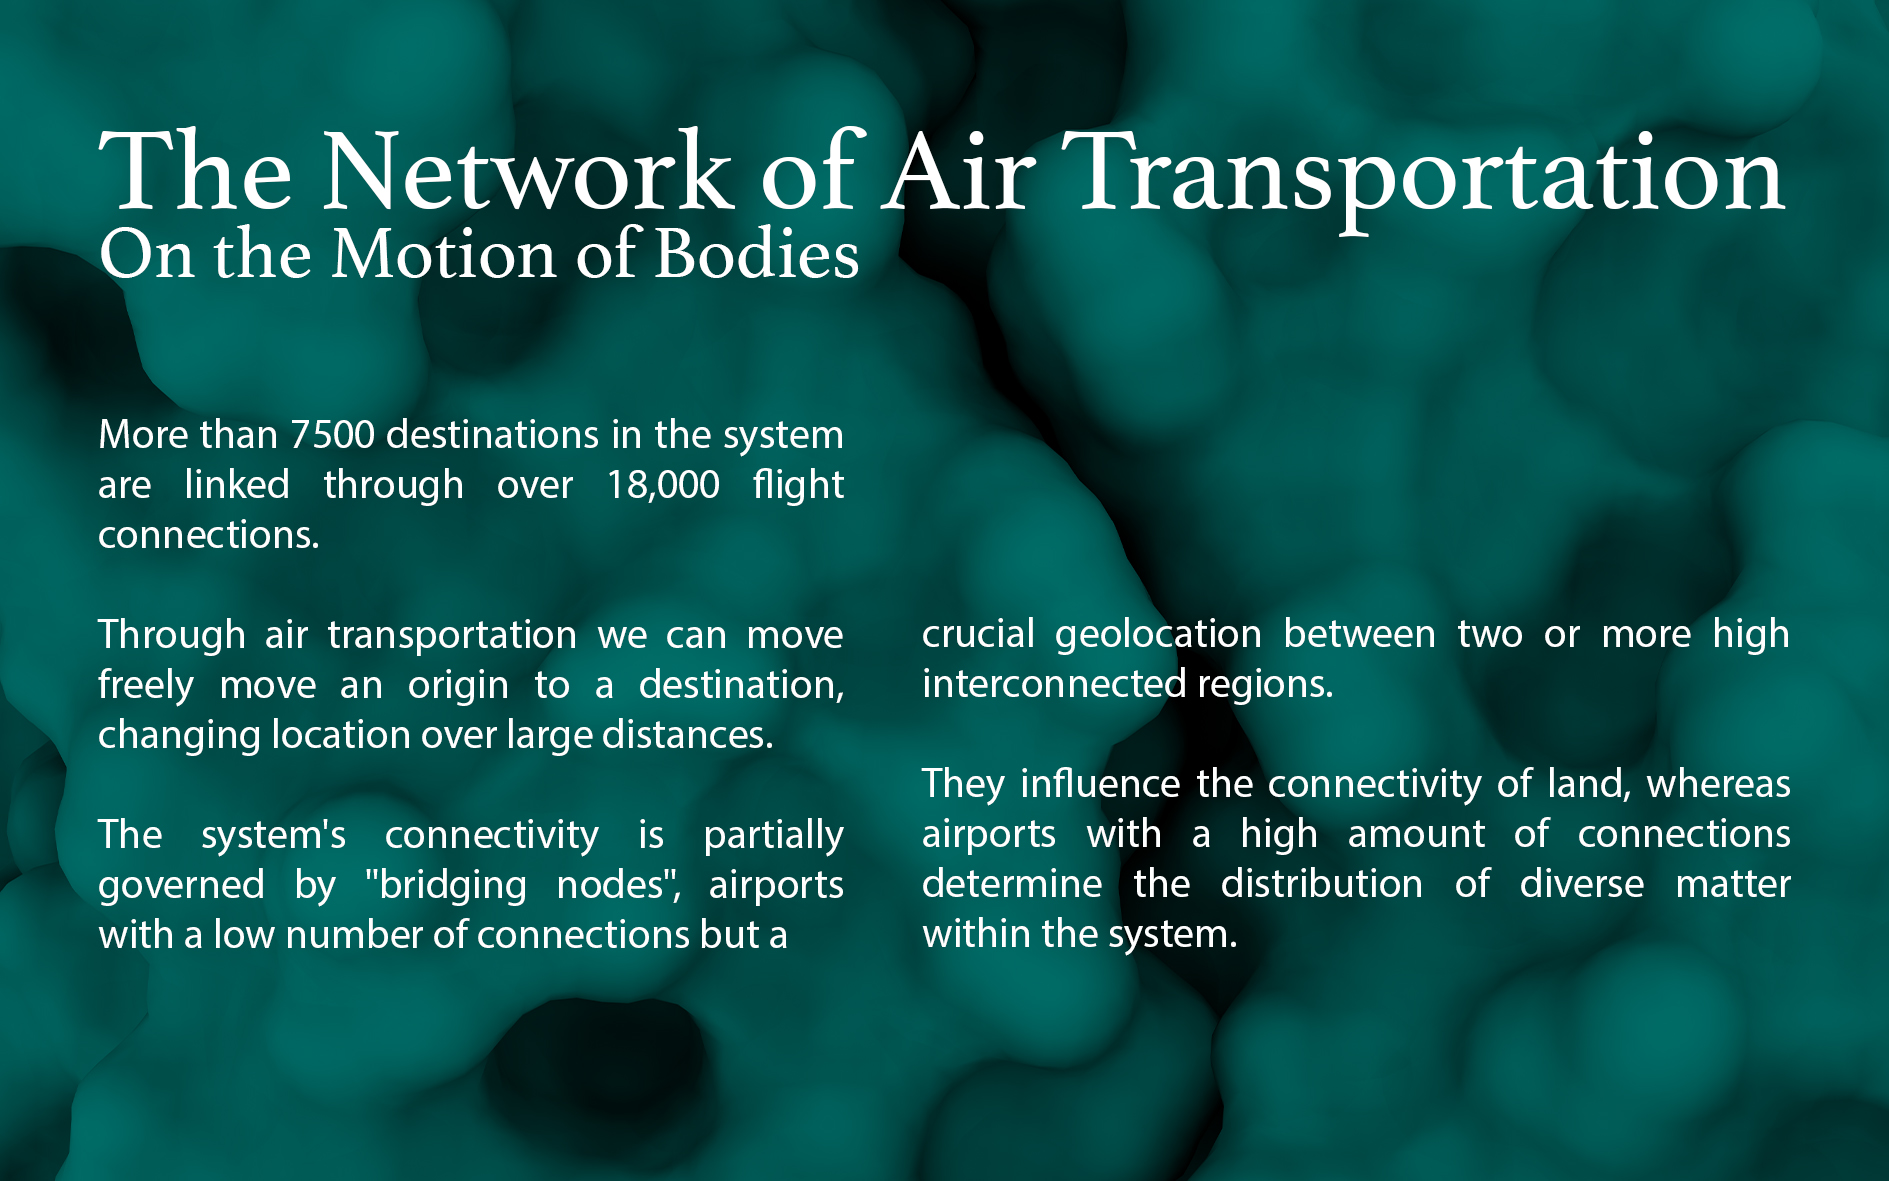 The Network of Air Transportation
On the Motion of Bodies
More than 7500 destinations in the system
are linked through over 18,000 flight
connections.
Through air transportation we can move
freely move an origin to a destination,
changing location over large distances.
The system's connectivity is partially
governed by "bridging nodes", airports
with a low number of connections but a
crucial geolocation between two or more high
interconnected regions.
They influence the connectivity of land, whereas
airports with a high amount of connections
determine the distribution of diverse matter
within the system.